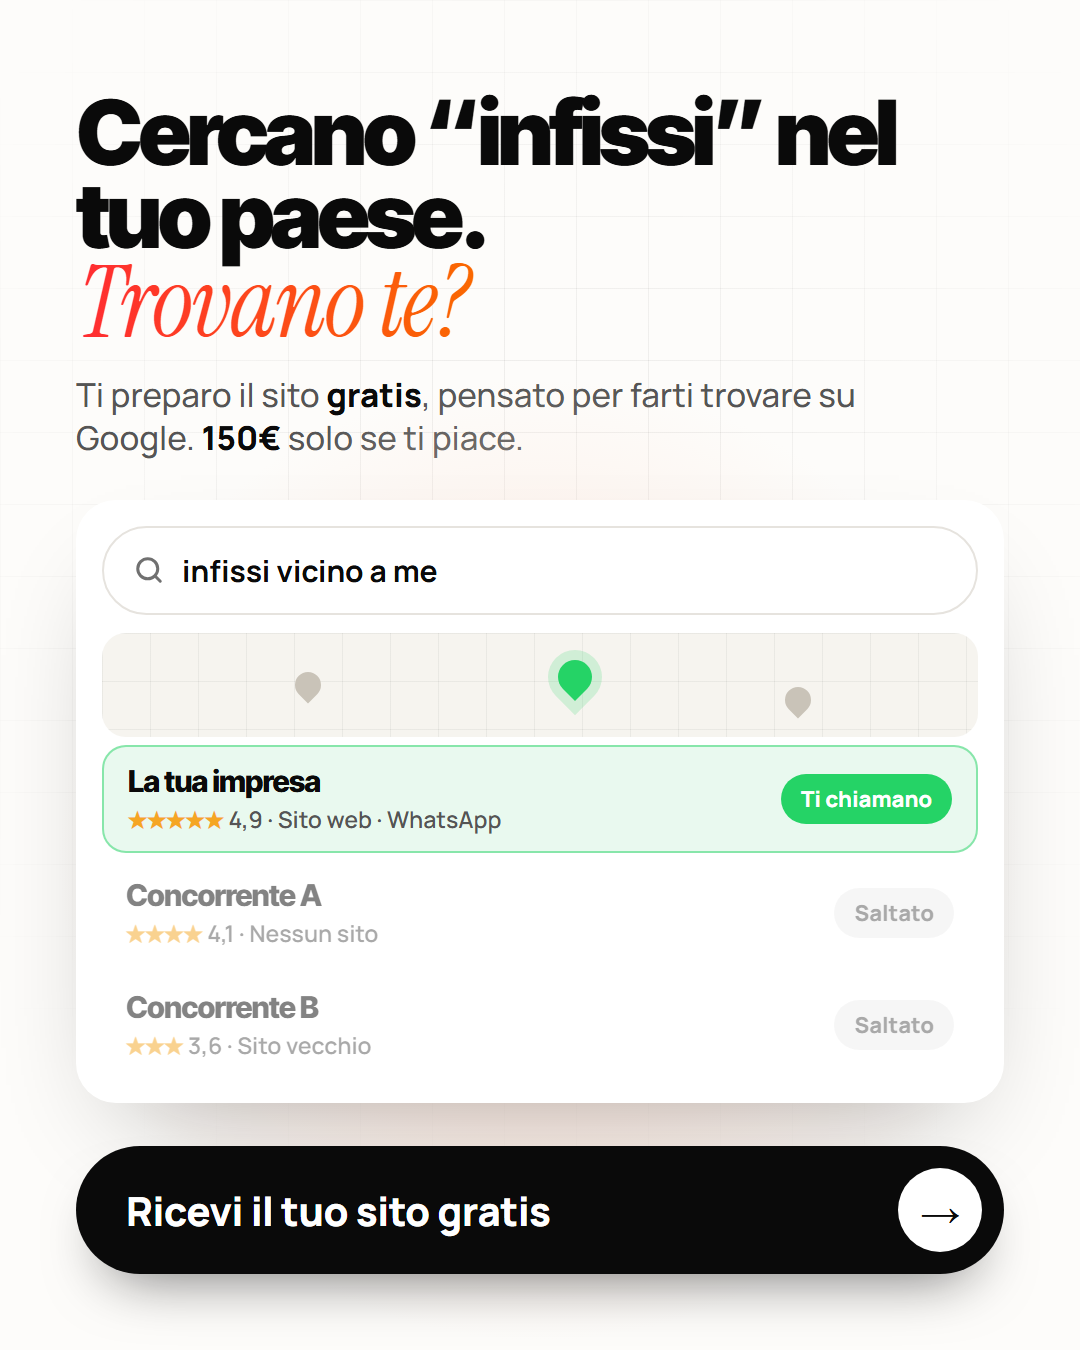 Cercano “infissi” nel
tuo paese.
Trovano te?
Ti preparo il sito gratis, pensato per farti trovare su
Google. 150€ solo se ti piace.
infissi vicino a me
La tua impresa
★★★★★ 4,9 · Sito web · WhatsApp
Ti chiamano
Concorrente A
★★★★ 4,1 · Nessun sito
Saltato
Concorrente B
★★★ 3,6 · Sito vecchio
Saltato
Ricevi il tuo sito gratis →